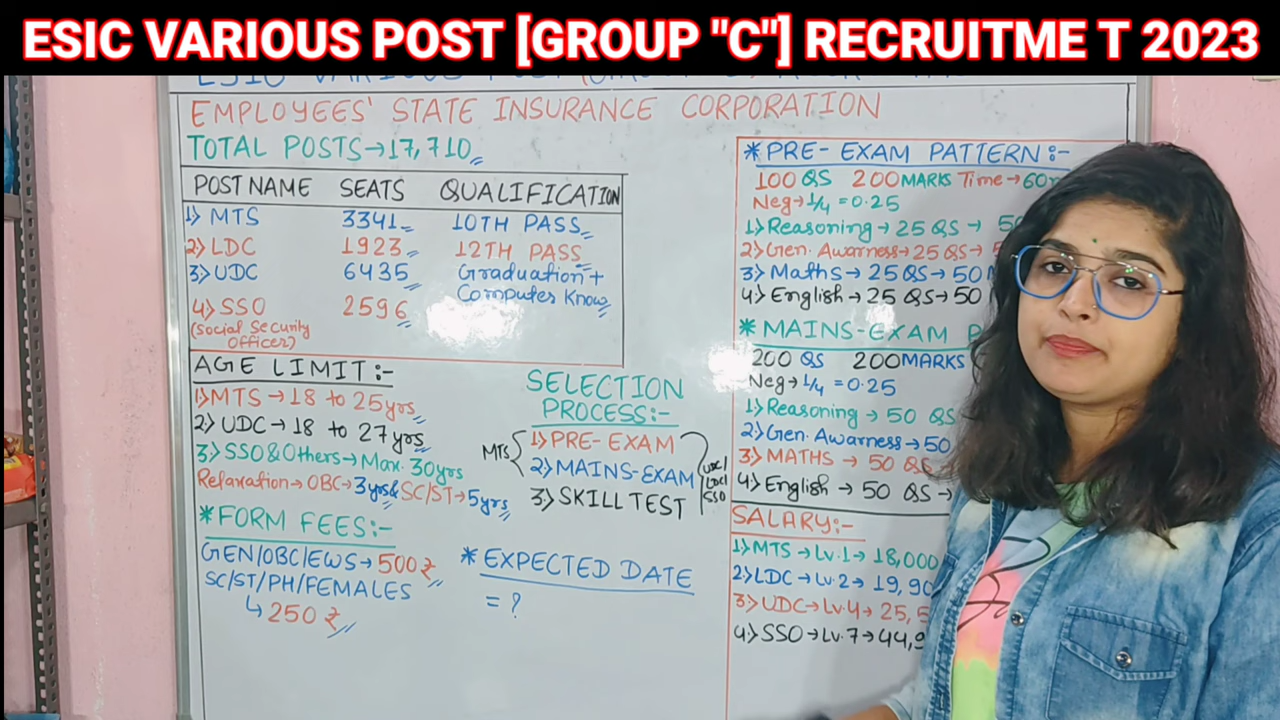 ESIC VARIOUS POST [GROUP "C"] RECRUITME T 2023
EMPLOYEES' STATE INSURANCE CORPORATION
TOTAL POSTS→17,710
POST NAME SEATS QUALIFICATION
1> MTS 3341 10TH PASS
2> LDC 1923 12TH PASS
3> UDC 6435 Graduation +
Computer Know
4> SSO 2596
(Social Security
Officer)
AGE LIMIT:-
1>MTS→18 to 25yrs
2> UDC→18 to 27yrs
3>SSO&Others→Max. 30yrs
Relaxation→OBC→3yrs&SC/ST→5yrs
*FORM FEES:-
GEN/OBC/EWS→500₹
SC/ST/PH/FEMALES
↳250₹
SELECTION
PROCESS:-
MTS
1>PRE-EXAM
2>MAINS-EXAM
3>SKILL TEST
UDC/
LDC/
SSO
*EXPECTED DATE
= ?
*PRE-EXAM PATTERN:-
100 QS 200MARKS Time→60
Neg→1/4 = 0.25
1>Reasoning→25 QS→
2>Gen. Awarness→25 QS→
3>Maths→25 QS→50
4>English→25 QS→50
*MAINS-EXAM
200 QS 200MARKS
Neg→1/4 = 0.25
1>Reasoning→50 QS
2>Gen. Awarness→50
3>MATHS→50 QS
4>English→50 QS→
SALARY:-
1>MTS→Lv.1→18,000
2>LDC→Lv.2→19,90
3>UDC→Lv.4→25,5
4>SSO→Lv.7→44,9